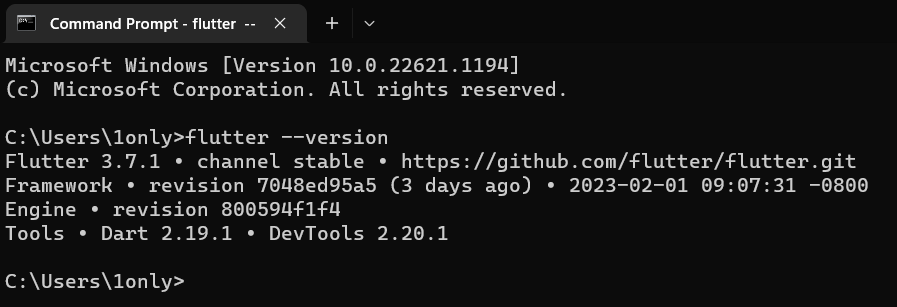 Command Prompt - flutter --
Microsoft Windows [Version 10.0.22621.1194]
(c) Microsoft Corporation. All rights reserved.
C:\Users\1only>flutter --version
Flutter 3.7.1 • channel stable • https://github.com/flutter/flutter.git
Framework • revision 7048ed95a5 (3 days ago) • 2023-02-01 09:07:31 -0800
Engine • revision 800594f1f4
Tools • Dart 2.19.1 • DevTools 2.20.1
C:\Users\1only>